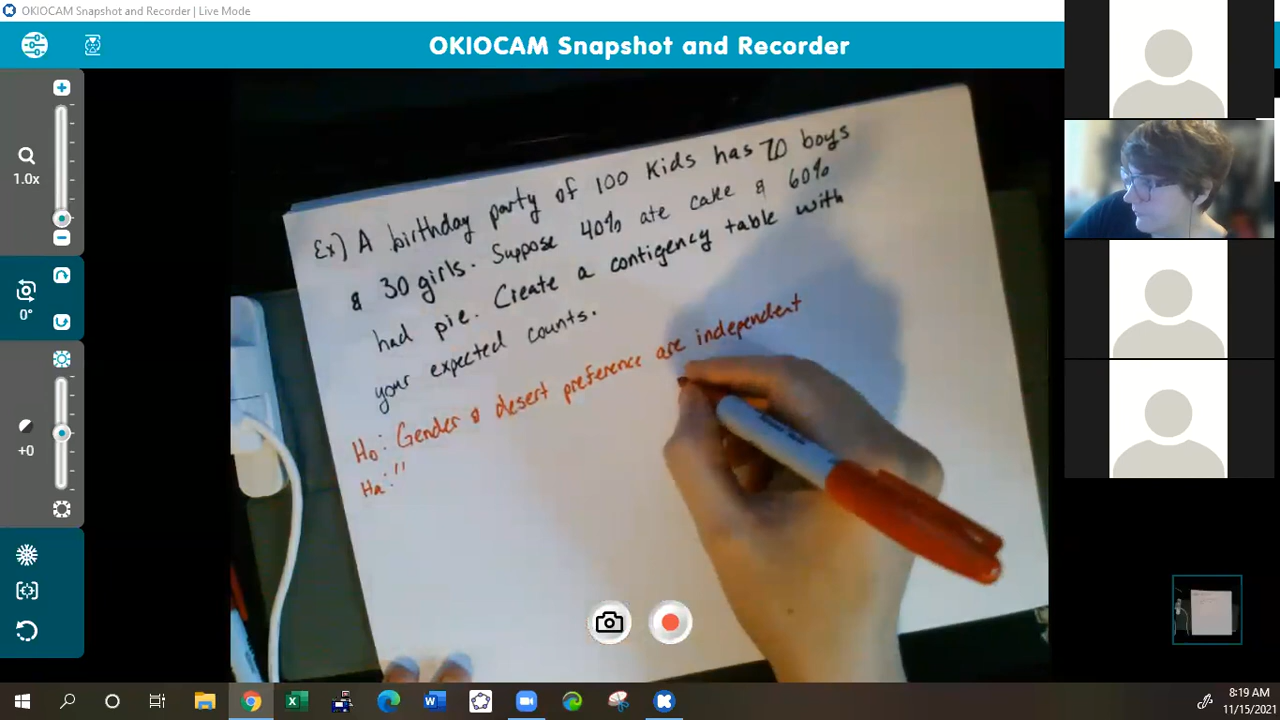 OKIOCAM Snapshot and Recorder | Live Mode
OKIOCAM Snapshot and Recorder
1.0x
0°
+0
Ex) A birthday party of 100 Kids has 70 boys
& 30 girls. Suppose 40% ate cake & 60%
had pie. Create a contigency table with
your expected counts.
Ho: Gender & desert preference are independent
Ha: "
8:19 AM
11/15/2021